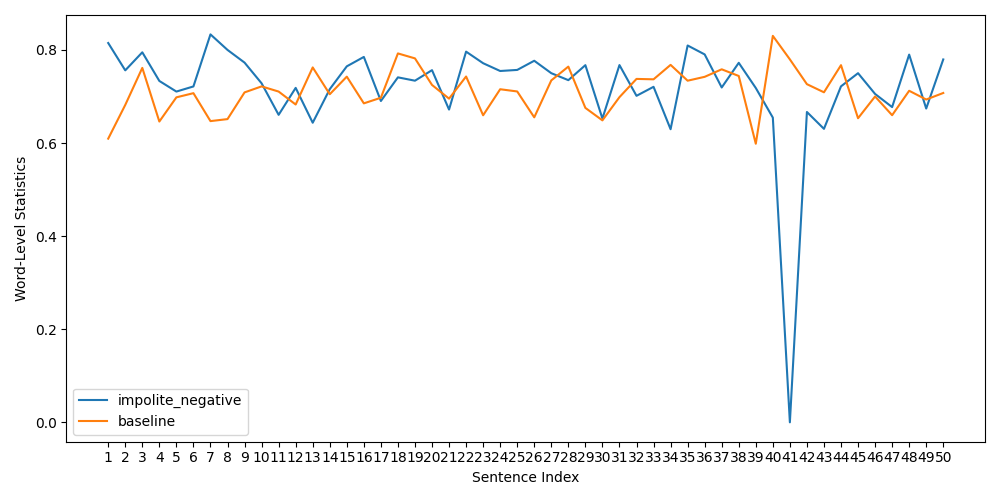 0.8
0.6
0.4
0.2
0.0
Word-Level Statistics
impolite_negative
baseline
1 2 3 4 5 6 7 8 9 10 11 12 13 14 15 16 17 18 19 20 21 22 23 24 25 26 27 28 29 30 31 32 33 34 35 36 37 38 39 40 41 42 43 44 45 46 47 48 49 50
Sentence Index